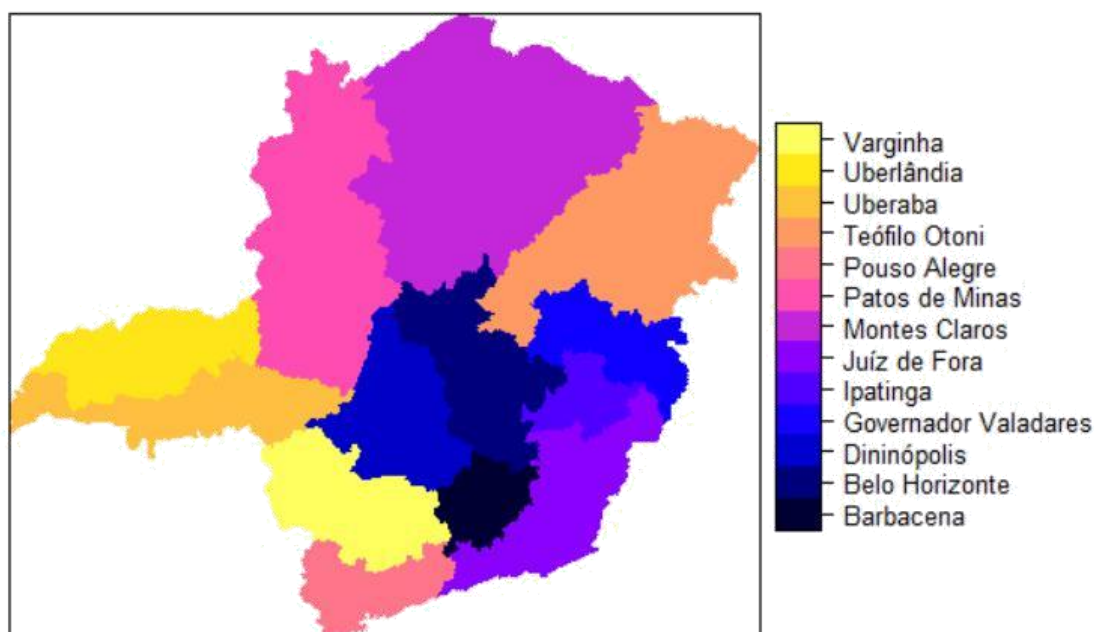 Varginha
Uberlândia
Uberaba
Teófilo Otoni
Pouso Alegre
Patos de Minas
Montes Claros
Juíz de Fora
Ipatinga
Governador Valadares
Dininópolis
Belo Horizonte
Barbacena